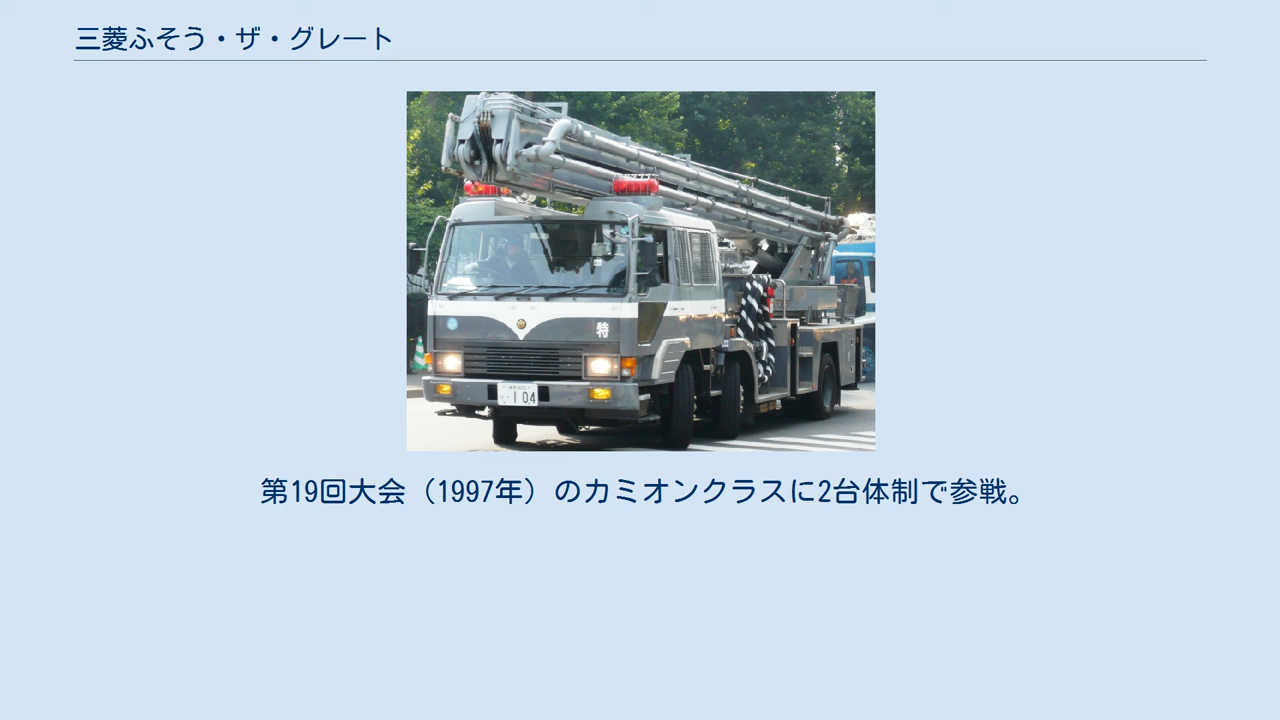 三菱ふそう・ザ・グレート
特
・104
第19回大会（1997年）のカミオンクラスに2台体制で参戦。